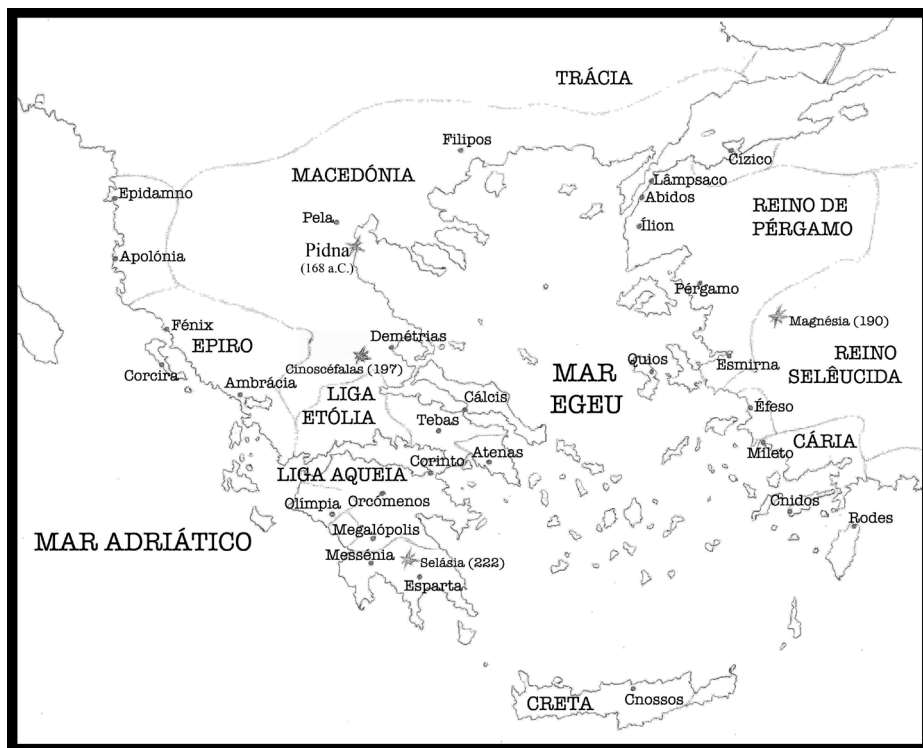 TRÁCIA
Filipos
Cízico
MACEDÓNIA
Lâmpsaco
Abidos
Epidamno
REINO DE
PÉRGAMO
Pela
Ílion
Pidna
(168 a.C.)
Apolónia
Pérgamo
Magnésia (190)
Fénix
EPIRO
Demétrias
Cinoscéfalas (197)
Corcira
Quios
MAR
EGEU
Esmirna
REINO
SELÊUCIDA
Ambrácia
LIGA
ETÓLIA
Cálcis
Éfeso
Tebas
Mileto
CÁRIA
Corinto
Atenas
LIGA AQUEIA
Olímpia
Orcómenos
Cnidos
Rodes
Megalópolis
MAR ADRIÁTICO
Messénia
Selásia (222)
Esparta
CRETA
Cnossos